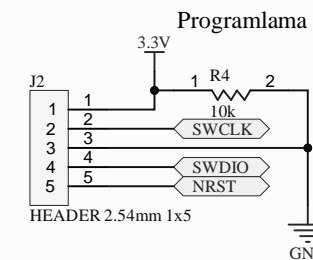 Programlama
3.3V
J2
1 R4 2
10k
1 1
2 2 SWCLK
3 3
4 4 SWDIO
5 5 NRST
HEADER 2.54mm 1x5
GN